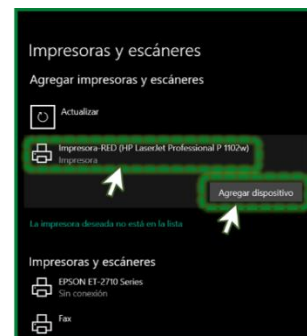 Impresoras y escáneres
Agregar impresoras y escáneres
Actualizar
Impresora-RED (HP LaserJet Professional P 1102w)
Impresora
Agregar dispositivo
La impresora deseada no está en la lista
Impresoras y escáneres
EPSON ET-2710 Series
Sin conexión
Fax